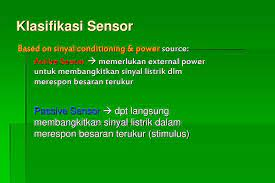 Klasifikasi Sensor
Based on sinyal conditioning & power source:
Active Sensor → memerlukan external power
untuk membangkitkan sinyal listrik dlm
merespon besaran terukur
Passive Sensor → dpt langsung
membangkitkan sinyal listrik dalam
merespon besaran terukur (stimulus)